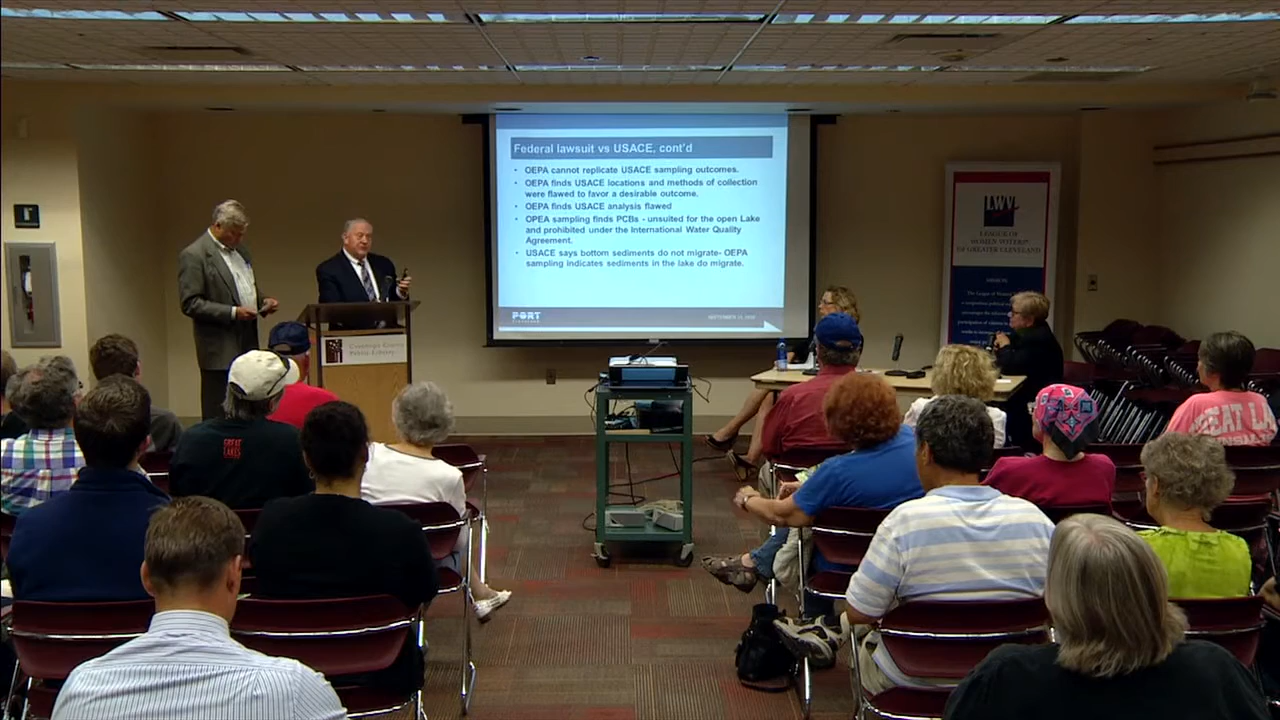 Federal lawsuit vs USACE, cont'd
• OEPA cannot replicate USACE sampling outcomes.
• OEPA finds USACE locations and methods of collection
were flawed to favor a desirable outcome.
• OEPA finds USACE analysis flawed
• OPEA sampling finds PCBs - unsuited for the open Lake
and prohibited under the International Water Quality
Agreement.
• USACE says bottom sediments do not migrate- OEPA
sampling indicates sediments in the lake do migrate.
PORT
CLEVELAND
LWV
LEAGUE OF
WOMEN VOTERS
OF GREATER CLEVELAND
Cuyahoga County
Public Library
GREAT
LAKES
GREAT LA